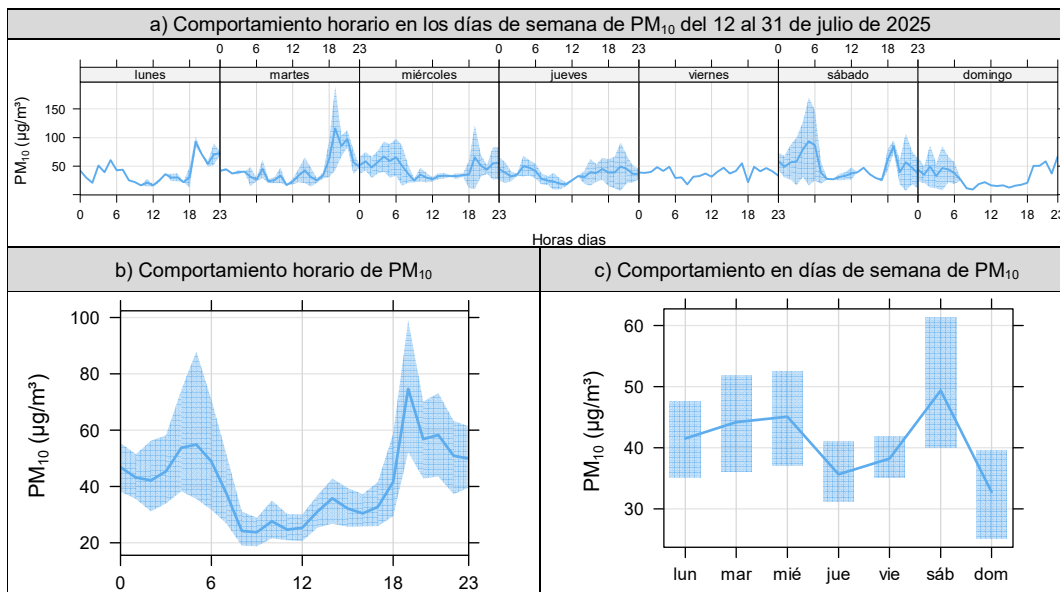 a) Comportamiento horario en los días de semana de PM₁₀ del 12 al 31 de julio de 2025
0 6 12 18 23 0 6 12 18 23 0 6 12 18 23
lunes martes miércoles jueves viernes sábado domingo
PM₁₀ (µg/m³)
150
100
50
0 6 12 18 23 0 6 12 18 23 0 6 12 18 23 0 6 12 18 23
Horas dias
b) Comportamiento horario de PM₁₀
PM₁₀ (µg/m³)
100
80
60
40
20
0 6 12 18 23
c) Comportamiento en días de semana de PM₁₀
PM₁₀ (µg/m³)
60
50
40
30
lun mar mié jue vie sáb dom